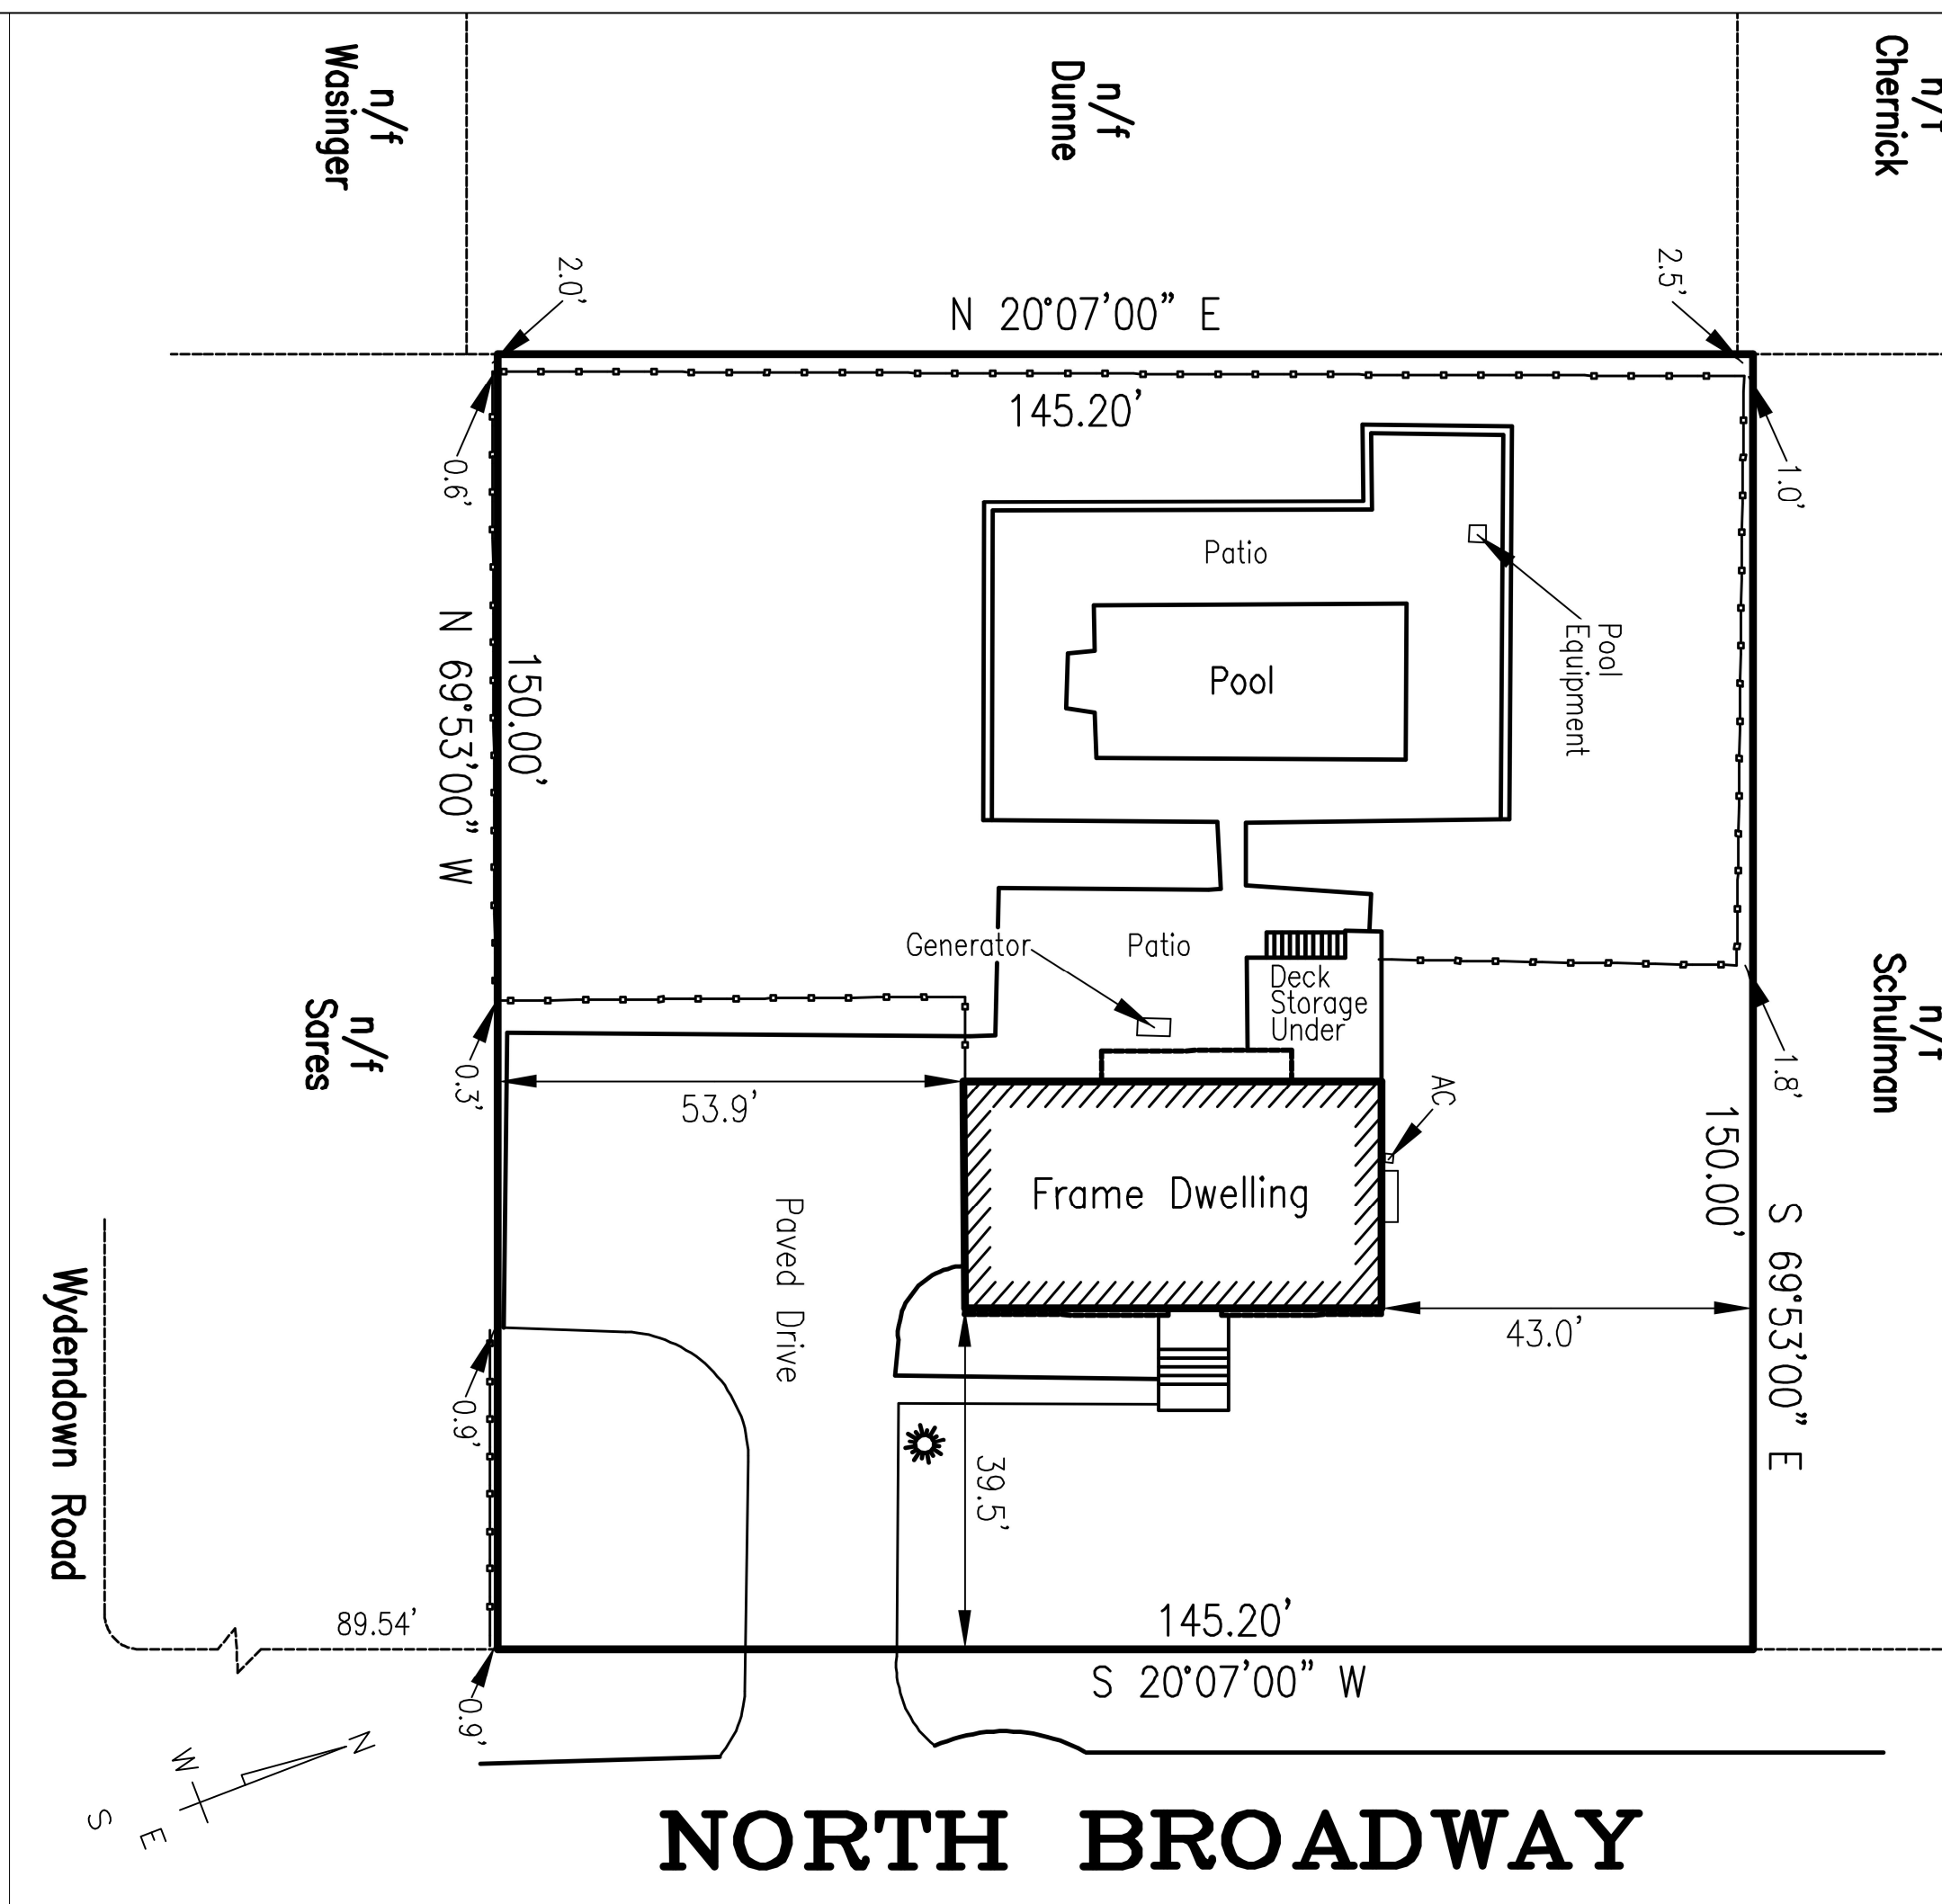 n/f
Wasinger
n/f
Dunne
n/f
Chernick
2.0'
2.5'
N 20°07'00" E
145.20'
0.6'
1.0'
Patio
Pool
Equipment
Pool
N 69°53'00" W
150.00'
Generator
Patio
Deck
Storage
Under
n/f
Sares
n/f
Schulman
0.3'
1.8'
53.9'
AC
150.00'
S 69°53'00" E
Frame Dwelling
Paved Drive
43.0'
Wydendown Road
0.9'
39.5'
89.54'
145.20'
S 20°07'00" W
0.9'
N
W
S
E
NORTH BROADWAY